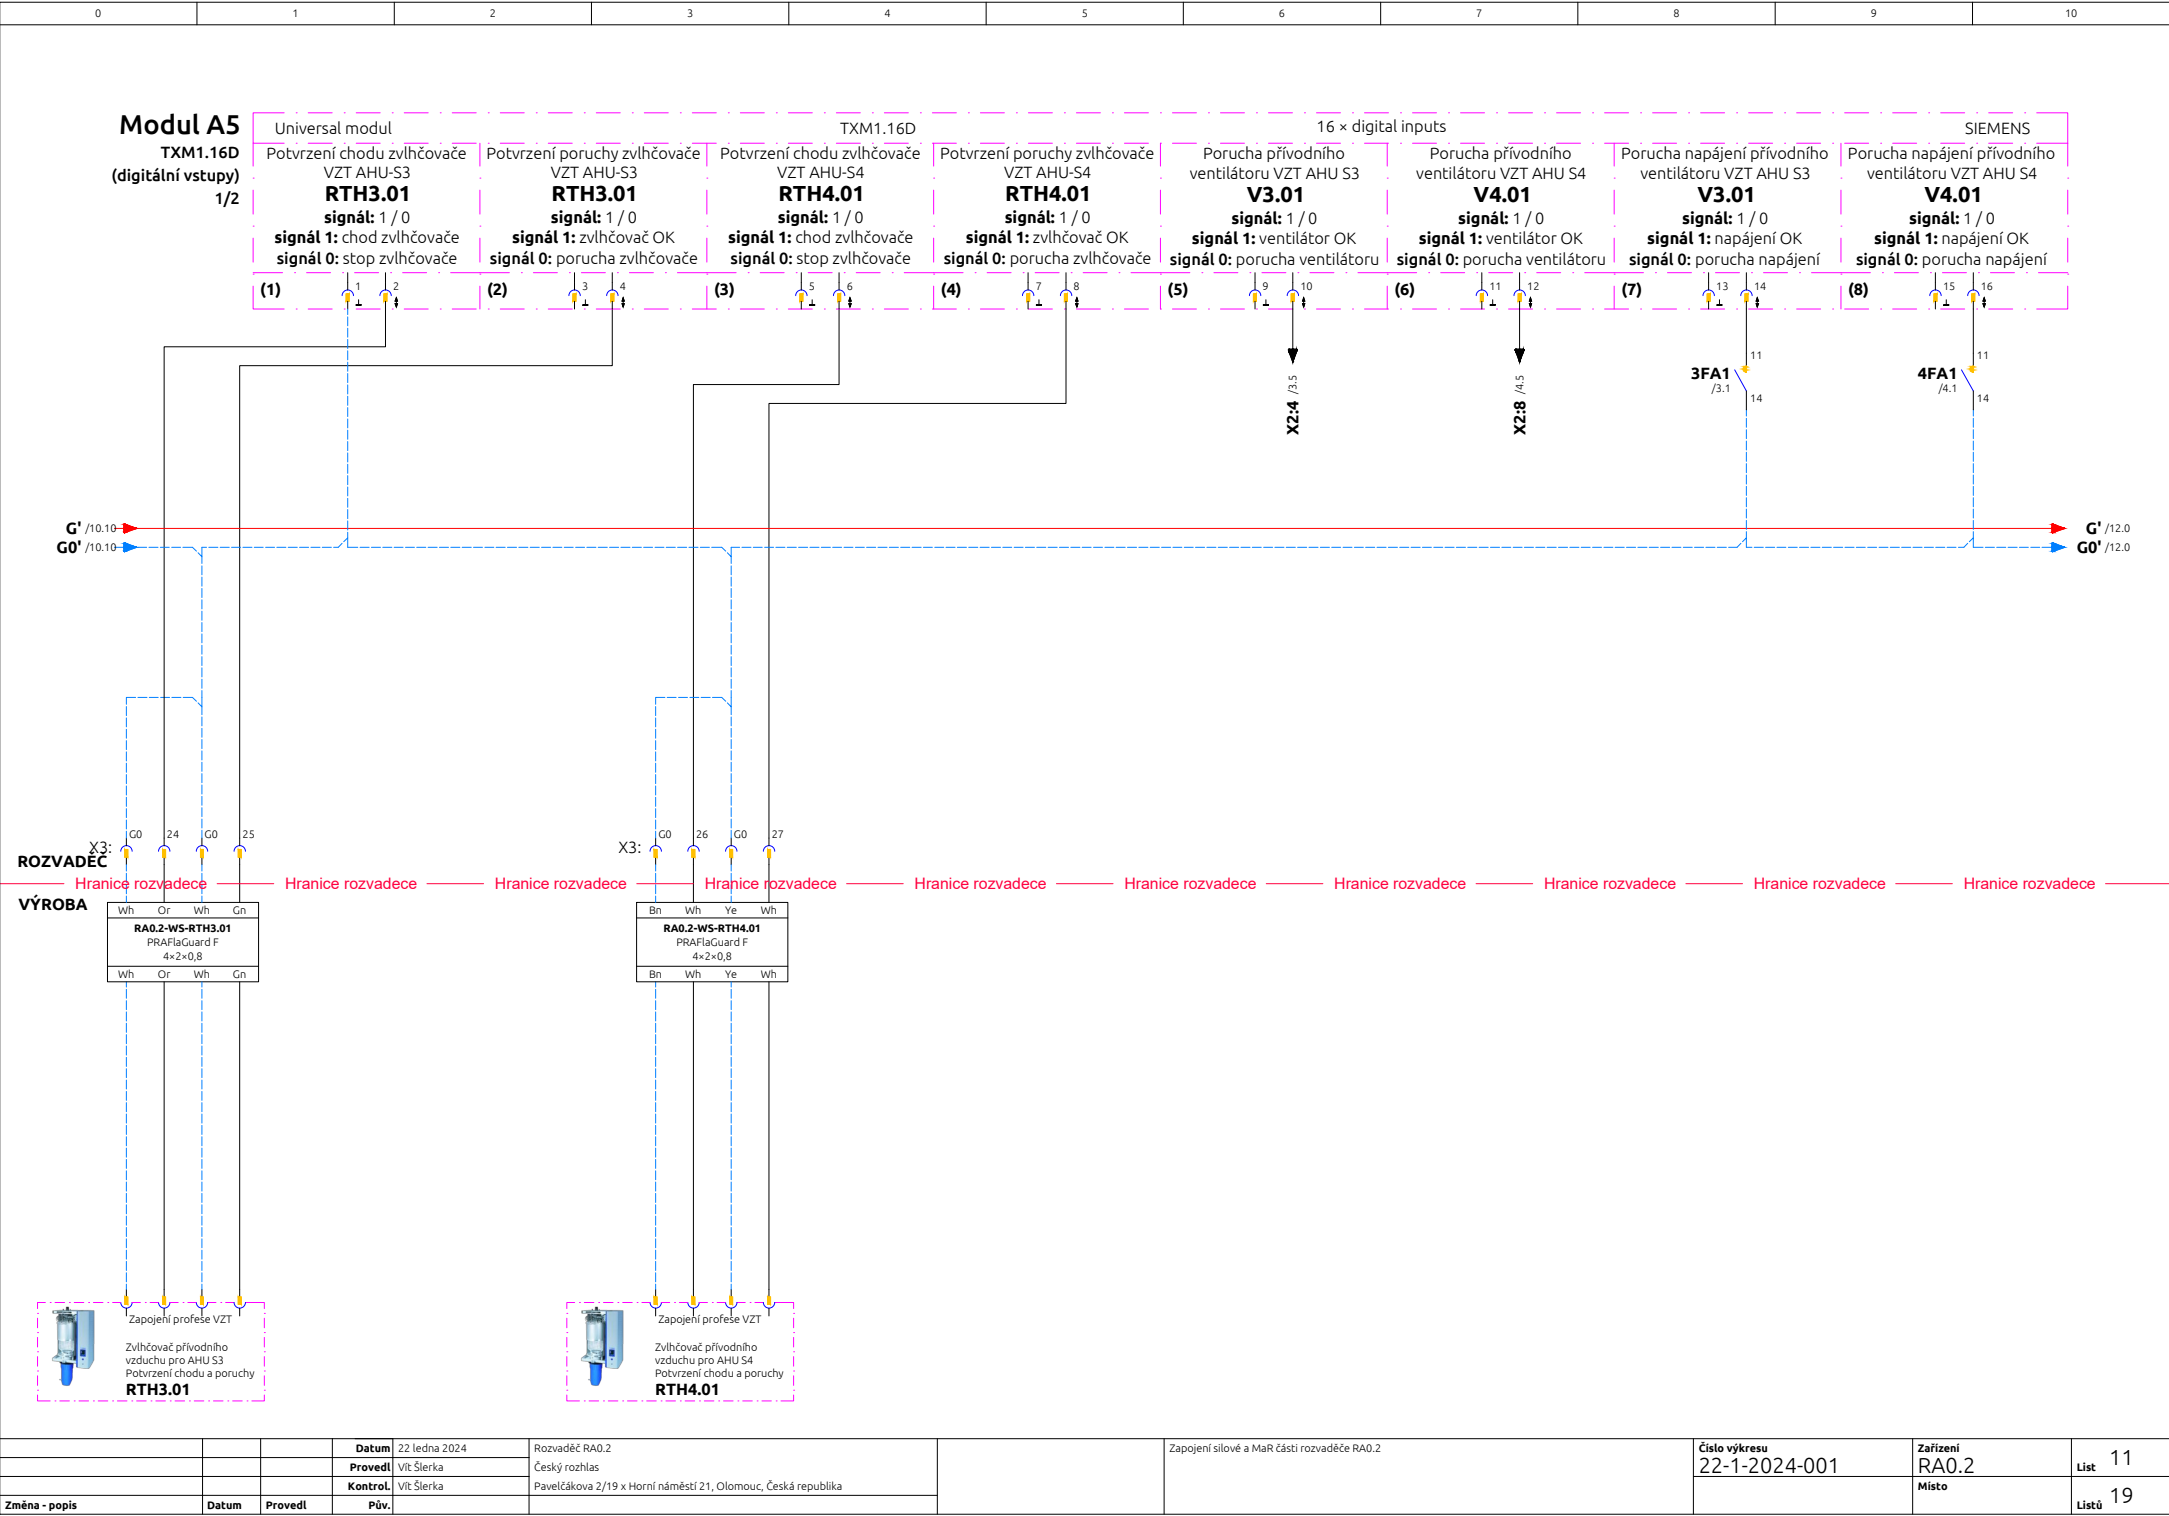 0 1 2 3 4 5 6 7 8 9 10
Modul A5
TXM1.16D
(digitální vstupy)
1/2
Universal modul TXM1.16D 16 × digital inputs SIEMENS
Potvrzení chodu zvlhčovače
VZT AHU-S3
RTH3.01
signál: 1 / 0
signál 1: chod zvlhčovače
signál 0: stop zvlhčovače
Potvrzení poruchy zvlhčovače
VZT AHU-S3
RTH3.01
signál: 1 / 0
signál 1: zvlhčovač OK
signál 0: porucha zvlhčovače
Potvrzení chodu zvlhčovače
VZT AHU-S4
RTH4.01
signál: 1 / 0
signál 1: chod zvlhčovače
signál 0: stop zvlhčovače
Potvrzení poruchy zvlhčovače
VZT AHU-S4
RTH4.01
signál: 1 / 0
signál 1: zvlhčovač OK
signál 0: porucha zvlhčovače
Porucha přívodního
ventilátoru VZT AHU S3
V3.01
signál: 1 / 0
signál 1: ventilátor OK
signál 0: porucha ventilátoru
Porucha přívodního
ventilátoru VZT AHU S4
V4.01
signál: 1 / 0
signál 1: ventilátor OK
signál 0: porucha ventilátoru
Porucha napájení přívodního
ventilátoru VZT AHU S3
V3.01
signál: 1 / 0
signál 1: napájení OK
signál 0: porucha napájení
Porucha napájení přívodního
ventilátoru VZT AHU S4
V4.01
signál: 1 / 0
signál 1: napájení OK
signál 0: porucha napájení
(1) 1 2 (2) 3 4 (3) 5 6 (4) 7 8 (5) 9 10 (6) 11 12 (7) 13 14 (8) 15 16
X2:4 /3.5
X2:8 /4.5
11
3FA1
/3.1
14
11
4FA1
/4.1
14
G' /10.10
G0' /10.10
G' /12.0
G0' /12.0
X3: G0 24 G0 25
X3: G0 26 G0 27
ROZVADĚČ
Hranice rozvadece Hranice rozvadece Hranice rozvadece Hranice rozvadece Hranice rozvadece Hranice rozvadece Hranice rozvadece Hranice rozvadece Hranice rozvadece Hranice rozvadece
VÝROBA
Wh Or Wh Gn
RA0.2-WS-RTH3.01
PRAFlaGuard F
4×2×0,8
Wh Or Wh Gn
Bn Wh Ye Wh
RA0.2-WS-RTH4.01
PRAFlaGuard F
4×2×0,8
Bn Wh Ye Wh
Zapojení profese VZT
Zvlhčovač přívodního
vzduchu pro AHU S3
Potvrzení chodu a poruchy
RTH3.01
Zapojení profese VZT
Zvlhčovač přívodního
vzduchu pro AHU S4
Potvrzení chodu a poruchy
RTH4.01
Datum 22 ledna 2024
Provedl Vít Šlerka
Kontrol. Vít Šlerka
Změna - popis Datum Provedl Pův.
Rozvaděč RA0.2
Český rozhlas
Pavelčákova 2/19 x Horní náměstí 21, Olomouc, Česká republika
Zapojení silové a MaR části rozvaděče RA0.2
Číslo výkresu
22-1-2024-001
Zařízení
RA0.2
Místo
List 11
Listů 19